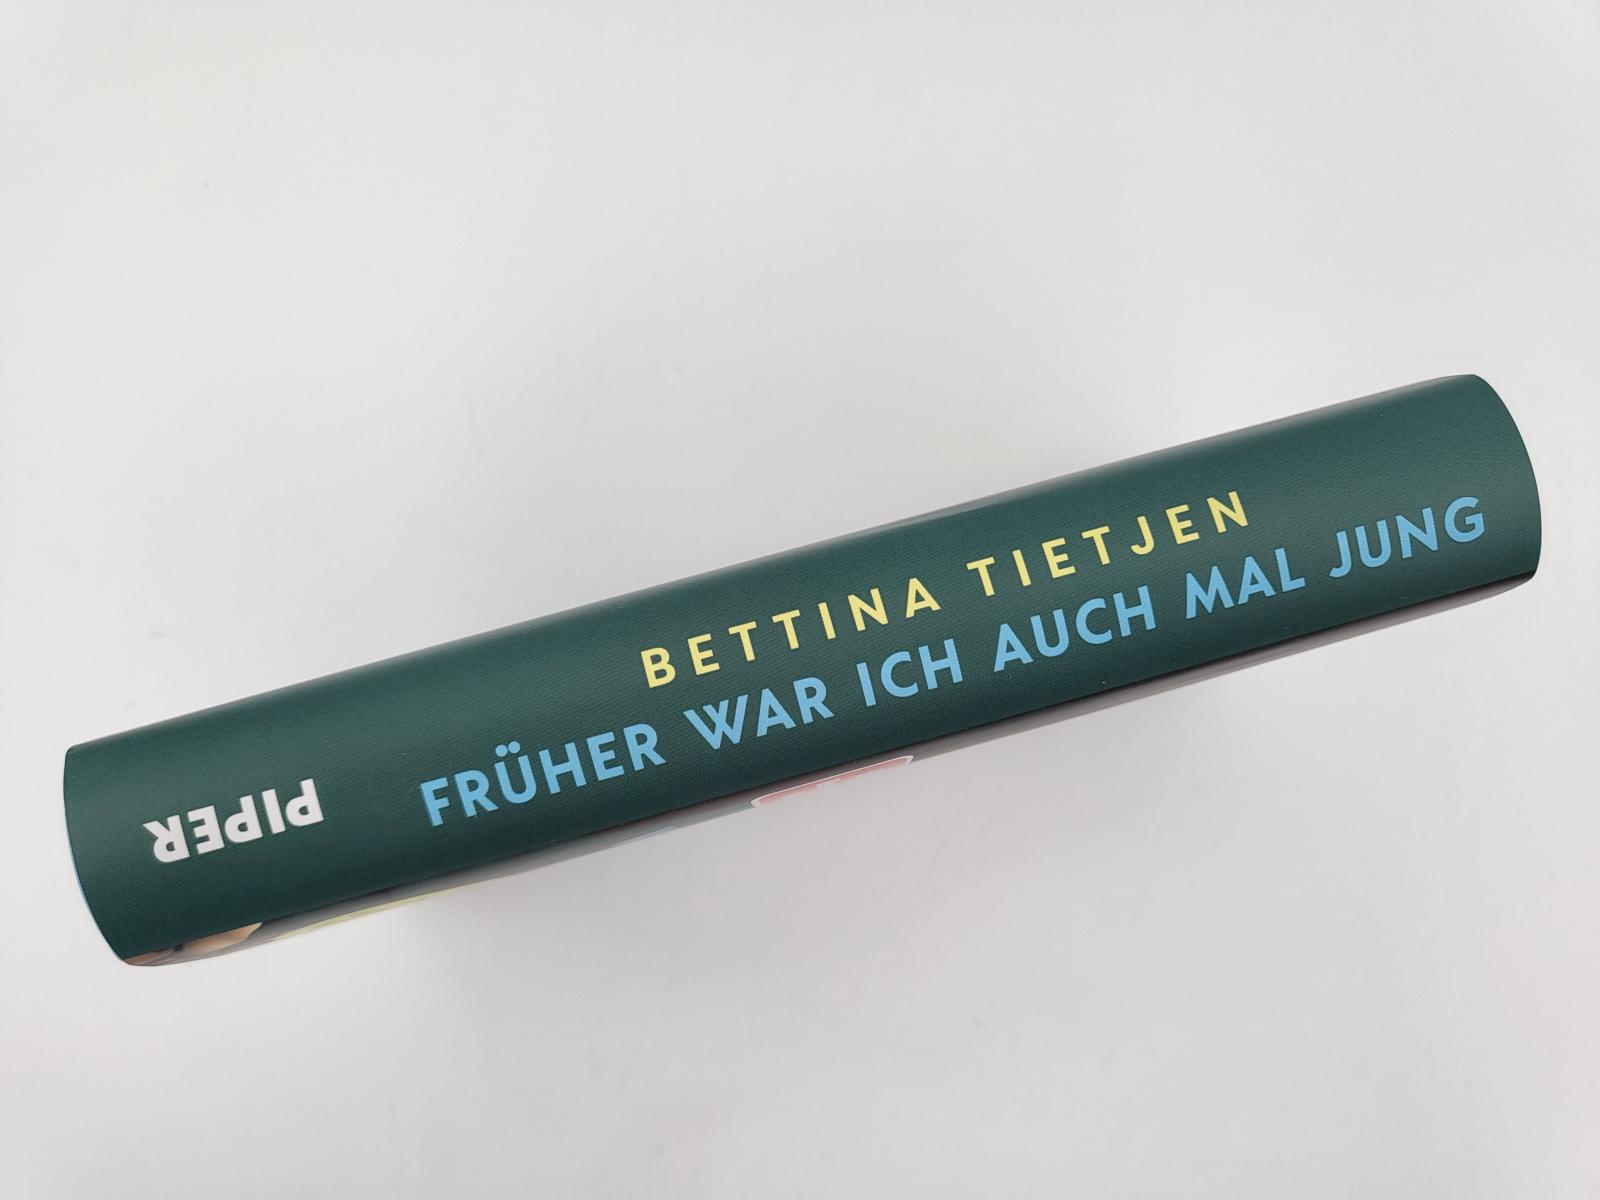 BETTINA TIETJEN
FRÜHER WAR ICH AUCH MAL JUNG
PIPER